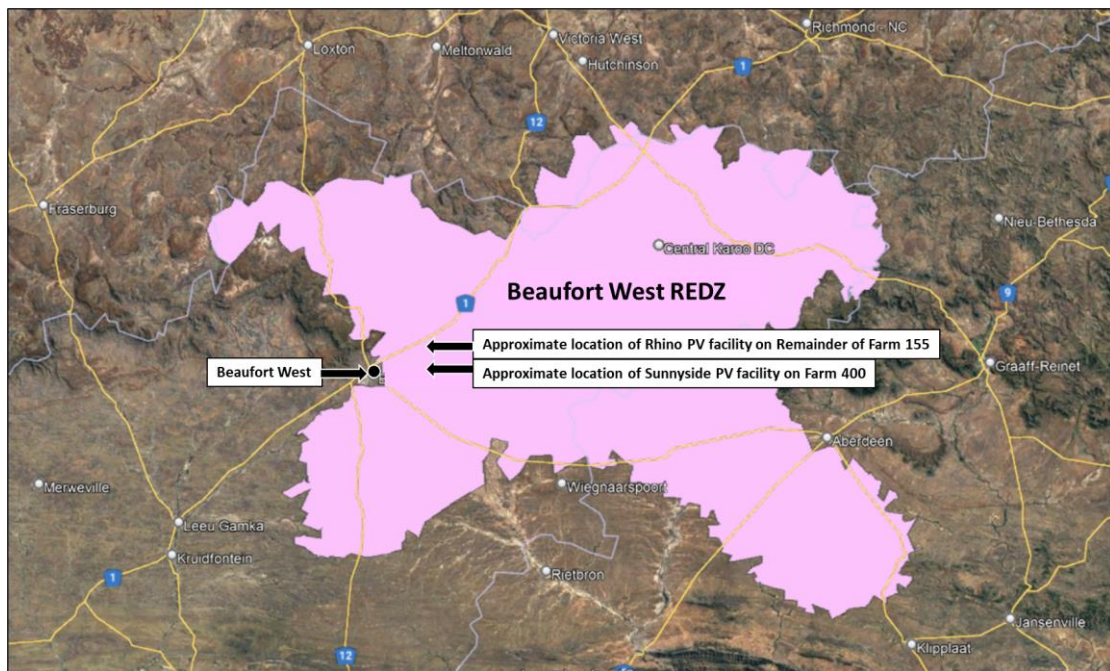 Richmond - NC
Victoria West
Loxton
Meltonwald
Hutchinson
1
12
Fraserburg
Nieu-Bethesda
Central Karoo DC
Beaufort West REDZ
9
1
Approximate location of Rhino PV facility on Remainder of Farm 155
Beaufort West
Approximate location of Sunnyside PV facility on Farm 400
Graaff-Reinet
Aberdeen
Merweville
Wiegnaarspoort
Leeu Gamka
Kruidfontein
1
Rietbron
Jansenville
Klipplaat
12